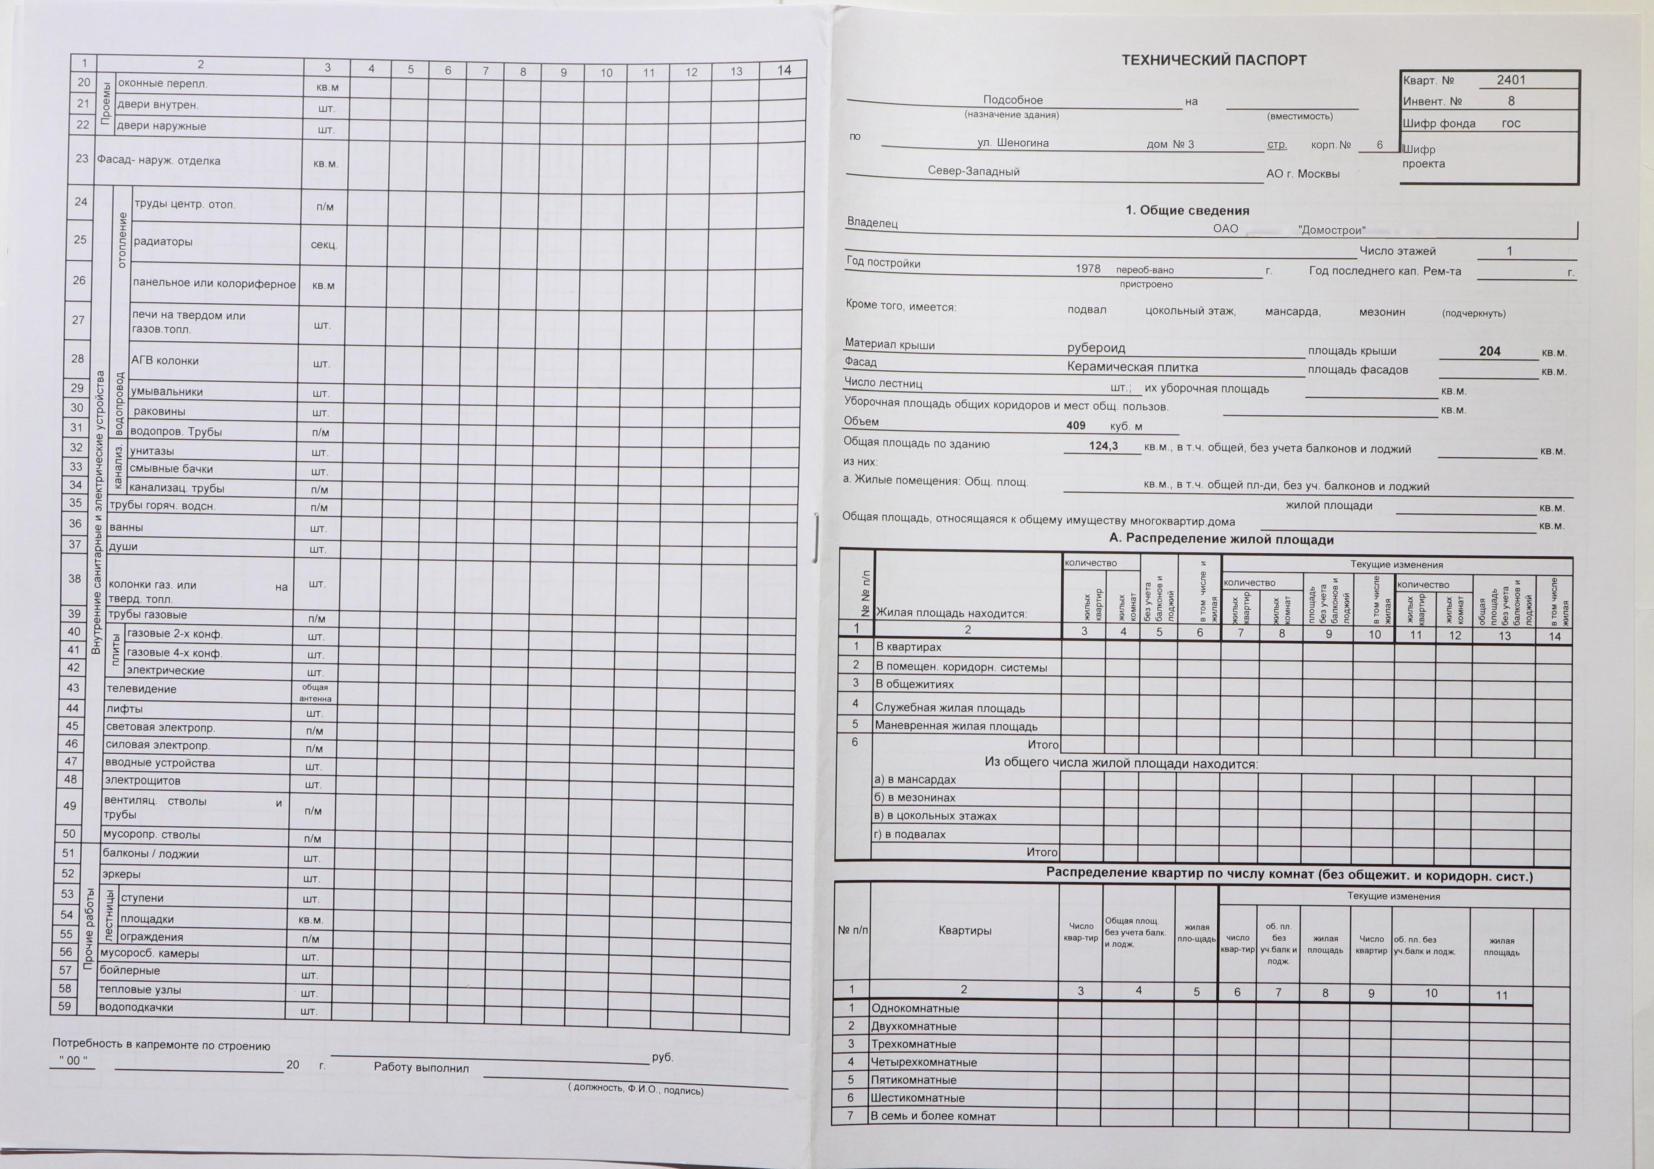 1 2 3 4 5 6 7 8 9 10 11 12 13 14
Проемы
20 оконные перепл. кв.м
21 двери внутрен. шт.
22 двери наружные шт.
23 Фасад- наруж. отделка кв.м.
Внутренние санитарные и электрические устройства
отопление
24 труды центр. отоп. п/м
25 радиаторы секц.
26 панельное или колориферное кв.м
27 печи на твердом или
газов.топл. шт.
28 АГВ колонки шт.
водопровод
29 умывальники шт.
30 раковины шт.
31 водопров. Трубы п/м
канализ.
32 унитазы шт.
33 смывные бачки шт.
34 канализац. трубы п/м
35 трубы горяч. водсн. п/м
36 ванны шт.
37 души шт.
38 колонки газ. или на
тверд. топл. шт.
39 трубы газовые п/м
плиты
40 газовые 2-х конф. шт.
41 газовые 4-х конф. шт.
42 электрические шт.
43 телевидение общая
антенна
44 лифты шт.
45 световая электропр. п/м
46 силовая электропр. п/м
47 вводные устройства шт.
48 электрощитов шт.
49 вентиляц. стволы и
трубы п/м
50 мусоропр. стволы п/м
Прочие работы
51 балконы / лоджии шт.
52 эркеры шт.
лестницы
53 ступени шт.
54 площадки кв.м.
55 ограждения п/м
56 мусоросб. камеры шт.
57 бойлерные шт.
58 тепловые узлы шт.
59 водоподкачки шт.
Потребность в капремонте по строению руб.
" 00 " 20 г. Работу выполнил
( должность, Ф.И.О., подпись)
ТЕХНИЧЕСКИЙ ПАСПОРТ
Кварт. № 2401
Инвент. № 8
Шифр фонда гос
Шифр
проекта
Подсобное на
(назначение здания) (вместимость)
по ул. Шеногина дом № 3 стр. корп.№ 6
Север-Западный АО г. Москвы
1. Общие сведения
Владелец ОАО "Домострои"
Число этажей 1
Год постройки 1978 переоб-вано г. Год последнего кап. Рем-та г.
пристроено
Кроме того, имеется: подвал цокольный этаж, мансарда, мезонин (подчеркнуть)
Материал крыши рубероид площадь крыши 204 кв.м.
Фасад Керамическая плитка площадь фасадов кв.м.
Число лестниц шт.; их уборочная площадь кв.м.
Уборочная площадь общих коридоров и мест общ. пользов. кв.м.
Объем 409 куб. м
Общая площадь по зданию 124,3 кв.м., в т.ч. общей, без учета балконов и лоджий кв.м.
из них:
а. Жилые помещения: Общ. площ. кв.м., в т.ч. общей пл-ди, без уч. балконов и лоджий
жилой площади кв.м.
Общая площадь, относящаяся к общему имуществу многоквартир.дома кв.м.
А. Распределение жилой площади
количество Текущие изменения
количество количество
№ № п/п Жилая площадь находится: жилых квартир жилых комнат без учета балконов и лоджий в том числе и жилая жилых квартир жилых комнат площадь без учета балконов и лоджий в том числе жилая жилых квартир жилых комнат общая площадь без учета балконов и лоджий в том числе жилая
1 2 3 4 5 6 7 8 9 10 11 12 13 14
1 В квартирах
2 В помещен. коридорн. системы
3 В общежитиях
4 Служебная жилая площадь
5 Маневренная жилая площадь
6 Итого
Из общего числа жилой площади находится:
а) в мансардах
б) в мезонинах
в) в цокольных этажах
г) в подвалах
Итого
Распределение квартир по числу комнат (без общежит. и коридорн. сист.)
Текущие изменения
№ п/п Квартиры Число квар-тир Общая площ. без учета балк. и лодж. жилая пло-щадь число квар-тир об. пл. без уч.балк и лодж. жилая площадь Число квартир об. пл. без уч.балк и лодж. жилая площадь
1 2 3 4 5 6 7 8 9 10 11
1 Однокомнатные
2 Двухкомнатные
3 Трехкомнатные
4 Четырехкомнатные
5 Пятикомнатные
6 Шестикомнатные
7 В семь и более комнат